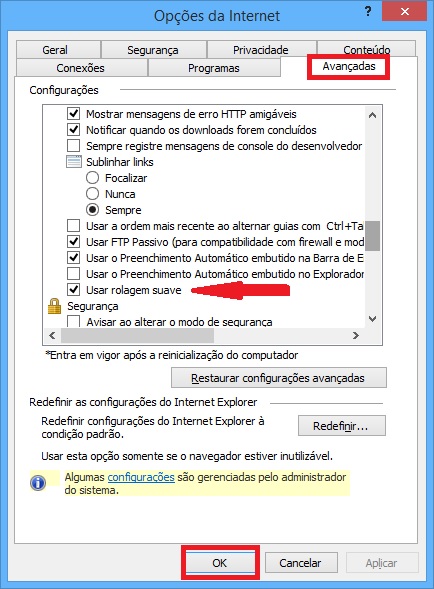 Opções da Internet
?
Geral
Segurança
Privacidade
Conteúdo
Conexões
Programas
Avançadas
Configurações
Mostrar mensagens de erro HTTP amigáveis
Notificar quando os downloads forem concluídos
Sempre registre mensagens de console do desenvolvedor
Sublinhar links
Focalizar
Nunca
Sempre
Usar a ordem mais recente ao alternar guias com Ctrl+Ta
Usar FTP Passivo (para compatibilidade com firewall e mod
Usar o Preenchimento Automático embutido na Barra de E
Usar o Preenchimento Automático embutido no Explorador
Usar rolagem suave
Segurança
Avisar ao alterar o modo de segurança
*Entra em vigor após a reinicialização do computador
Restaurar configurações avançadas
Redefinir as configurações do Internet Explorer
Redefinir configurações do Internet Explorer à
condição padrão.
Redefinir...
Usar esta opção somente se o navegador estiver inutilizável.
Algumas configurações são gerenciadas pelo administrador
do sistema.
OK
Cancelar
Aplicar